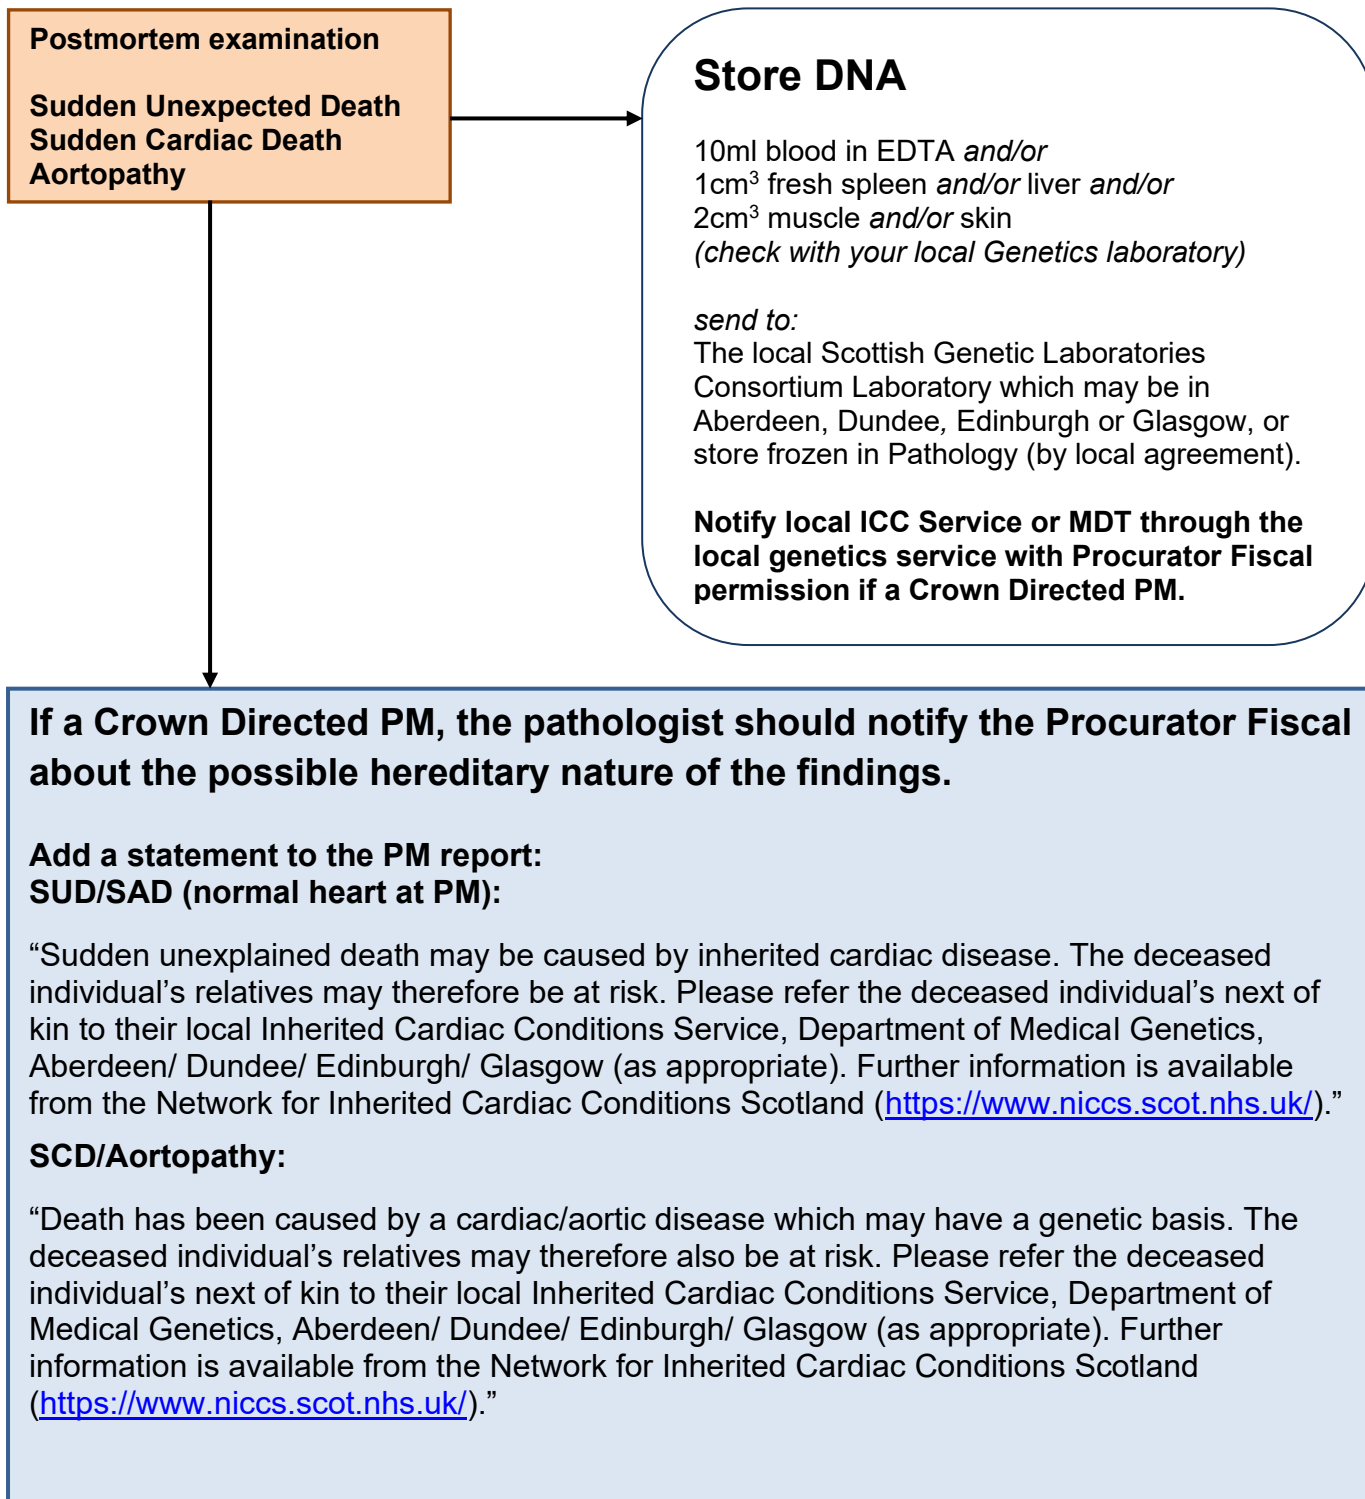 Postmortem examination
Sudden Unexpected Death
Sudden Cardiac Death
Aortopathy
Store DNA
10ml blood in EDTA and/or
1cm³ fresh spleen and/or liver and/or
2cm³ muscle and/or skin
(check with your local Genetics laboratory)
send to:
The local Scottish Genetic Laboratories
Consortium Laboratory which may be in
Aberdeen, Dundee, Edinburgh or Glasgow, or
store frozen in Pathology (by local agreement).
Notify local ICC Service or MDT through the
local genetics service with Procurator Fiscal
permission if a Crown Directed PM.
If a Crown Directed PM, the pathologist should notify the Procurator Fiscal
about the possible hereditary nature of the findings.
Add a statement to the PM report:
SUD/SAD (normal heart at PM):
“Sudden unexplained death may be caused by inherited cardiac disease. The deceased
individual’s relatives may therefore be at risk. Please refer the deceased individual’s next of
kin to their local Inherited Cardiac Conditions Service, Department of Medical Genetics,
Aberdeen/ Dundee/ Edinburgh/ Glasgow (as appropriate). Further information is available
from the Network for Inherited Cardiac Conditions Scotland (https://www.niccs.scot.nhs.uk/).”
SCD/Aortopathy:
“Death has been caused by a cardiac/aortic disease which may have a genetic basis. The
deceased individual’s relatives may therefore also be at risk. Please refer the deceased
individual’s next of kin to their local Inherited Cardiac Conditions Service, Department of
Medical Genetics, Aberdeen/ Dundee/ Edinburgh/ Glasgow (as appropriate). Further
information is available from the Network for Inherited Cardiac Conditions Scotland
(https://www.niccs.scot.nhs.uk/).”